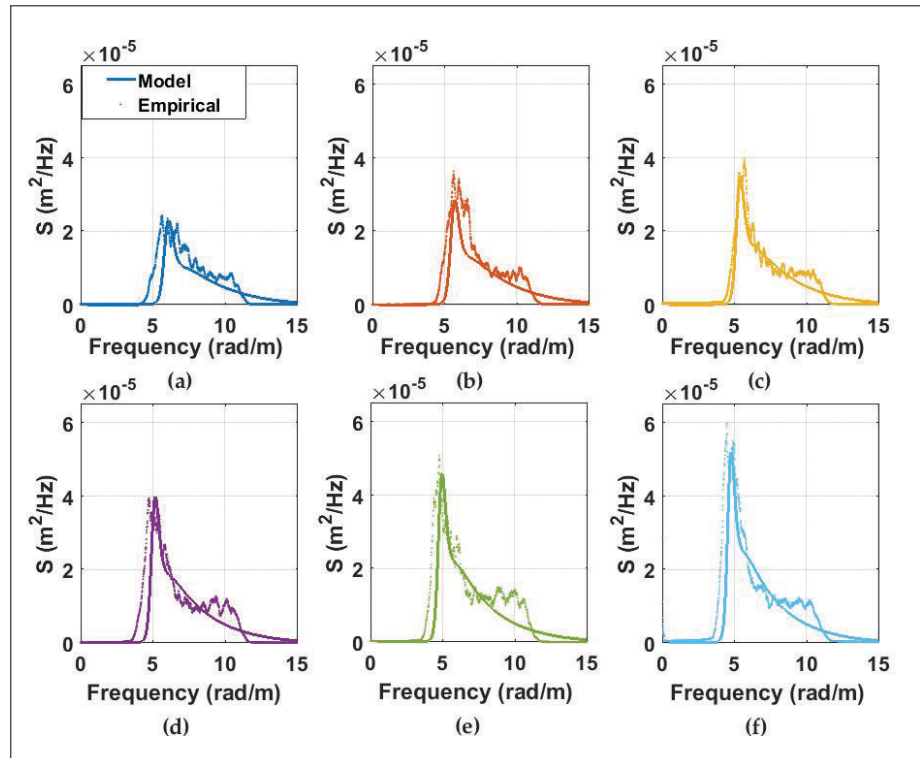 ×10⁻⁵
6
4
2
0
S (m²/Hz)
Model
Empirical
0 5 10 15
Frequency (rad/m)
(a)
×10⁻⁵
6
4
2
0
S (m²/Hz)
0 5 10 15
Frequency (rad/m)
(b)
×10⁻⁵
6
4
2
0
S (m²/Hz)
0 5 10 15
Frequency (rad/m)
(c)
×10⁻⁵
6
4
2
0
S (m²/Hz)
0 5 10 15
Frequency (rad/m)
(d)
×10⁻⁵
6
4
2
0
S (m²/Hz)
0 5 10 15
Frequency (rad/m)
(e)
×10⁻⁵
6
4
2
0
S (m²/Hz)
0 5 10 15
Frequency (rad/m)
(f)